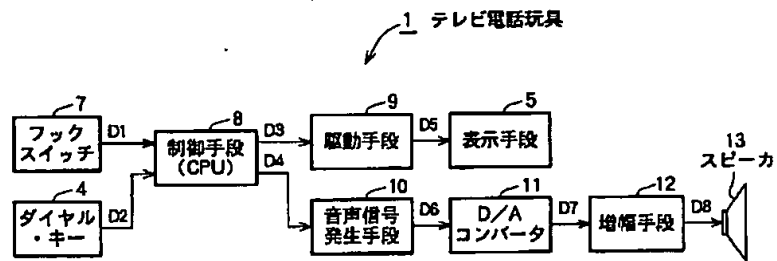 1 テレビ電話玩具
7
フック
スイッチ
D1
8
制御手段
(CPU)
D3
D4
9
駆動手段
D5
5
表示手段
4
ダイヤル
・キー
D2
10
音声信号
発生手段
D6
11
D/A
コンバータ
D7
12
増幅手段
D8
13
スピーカ